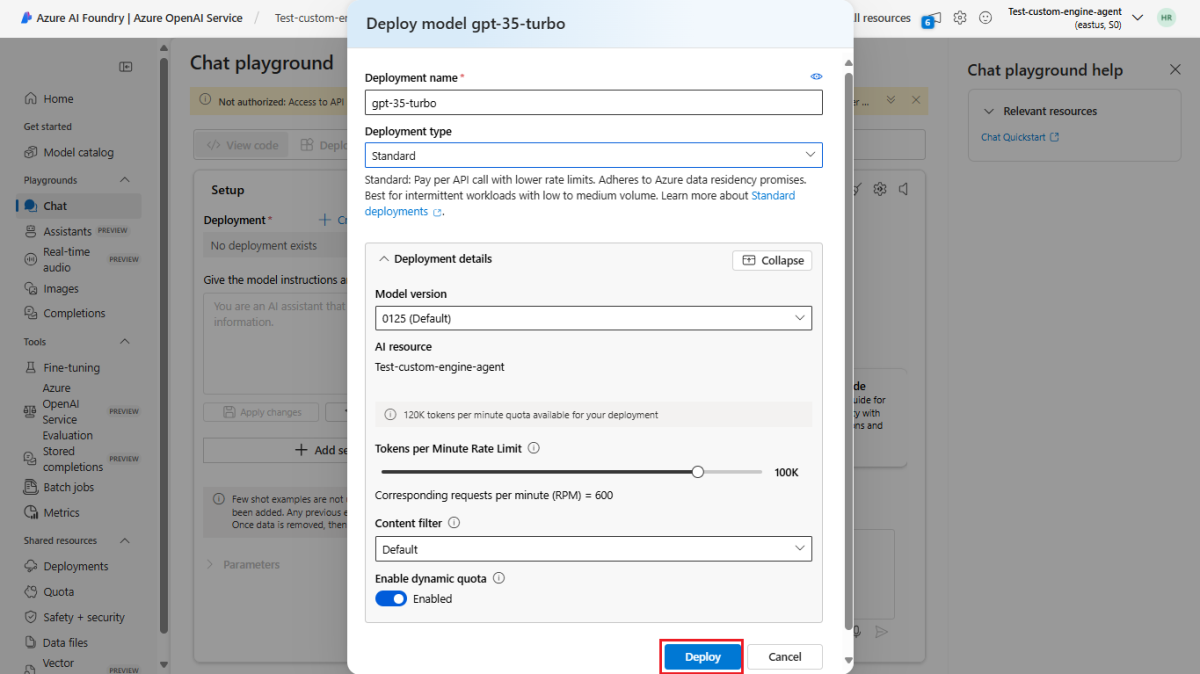 Azure AI Foundry | Azure OpenAI Service / Test-custom-en
ll resources
6
Test-custom-engine-agent
(eastus, S0)
HR
Home
Get started
Model catalog
Playgrounds
Chat
Assistants PREVIEW
Real-time
audio
PREVIEW
Images
Completions
Tools
Fine-tuning
Azure
OpenAI
Service
Evaluation
PREVIEW
Stored
completions
PREVIEW
Batch jobs
Metrics
Shared resources
Deployments
Quota
Safety + security
Data files
Vector
PREVIEW
Chat playground
Not authorized: Access to API
er ...
View code
Deplo
Setup
Deployment *
Cr
No deployment exists
Give the model instructions a
You are an AI assistant that
information.
Apply changes
Add se
Few shot examples are not
been added. Any previous e
Once data is removed, then
Parameters
Deploy model gpt-35-turbo
Deployment name *
gpt-35-turbo
Deployment type
Standard
Standard: Pay per API call with lower rate limits. Adheres to Azure data residency promises.
Best for intermittent workloads with low to medium volume. Learn more about Standard
deployments .
Deployment details
Collapse
Model version
0125 (Default)
AI resource
Test-custom-engine-agent
120K tokens per minute quota available for your deployment
Tokens per Minute Rate Limit
100K
Corresponding requests per minute (RPM) = 600
Content filter
Default
Enable dynamic quota
Enabled
Deploy
Cancel
de
uide for
ty with
ns and
Chat playground help
Relevant resources
Chat Quickstart